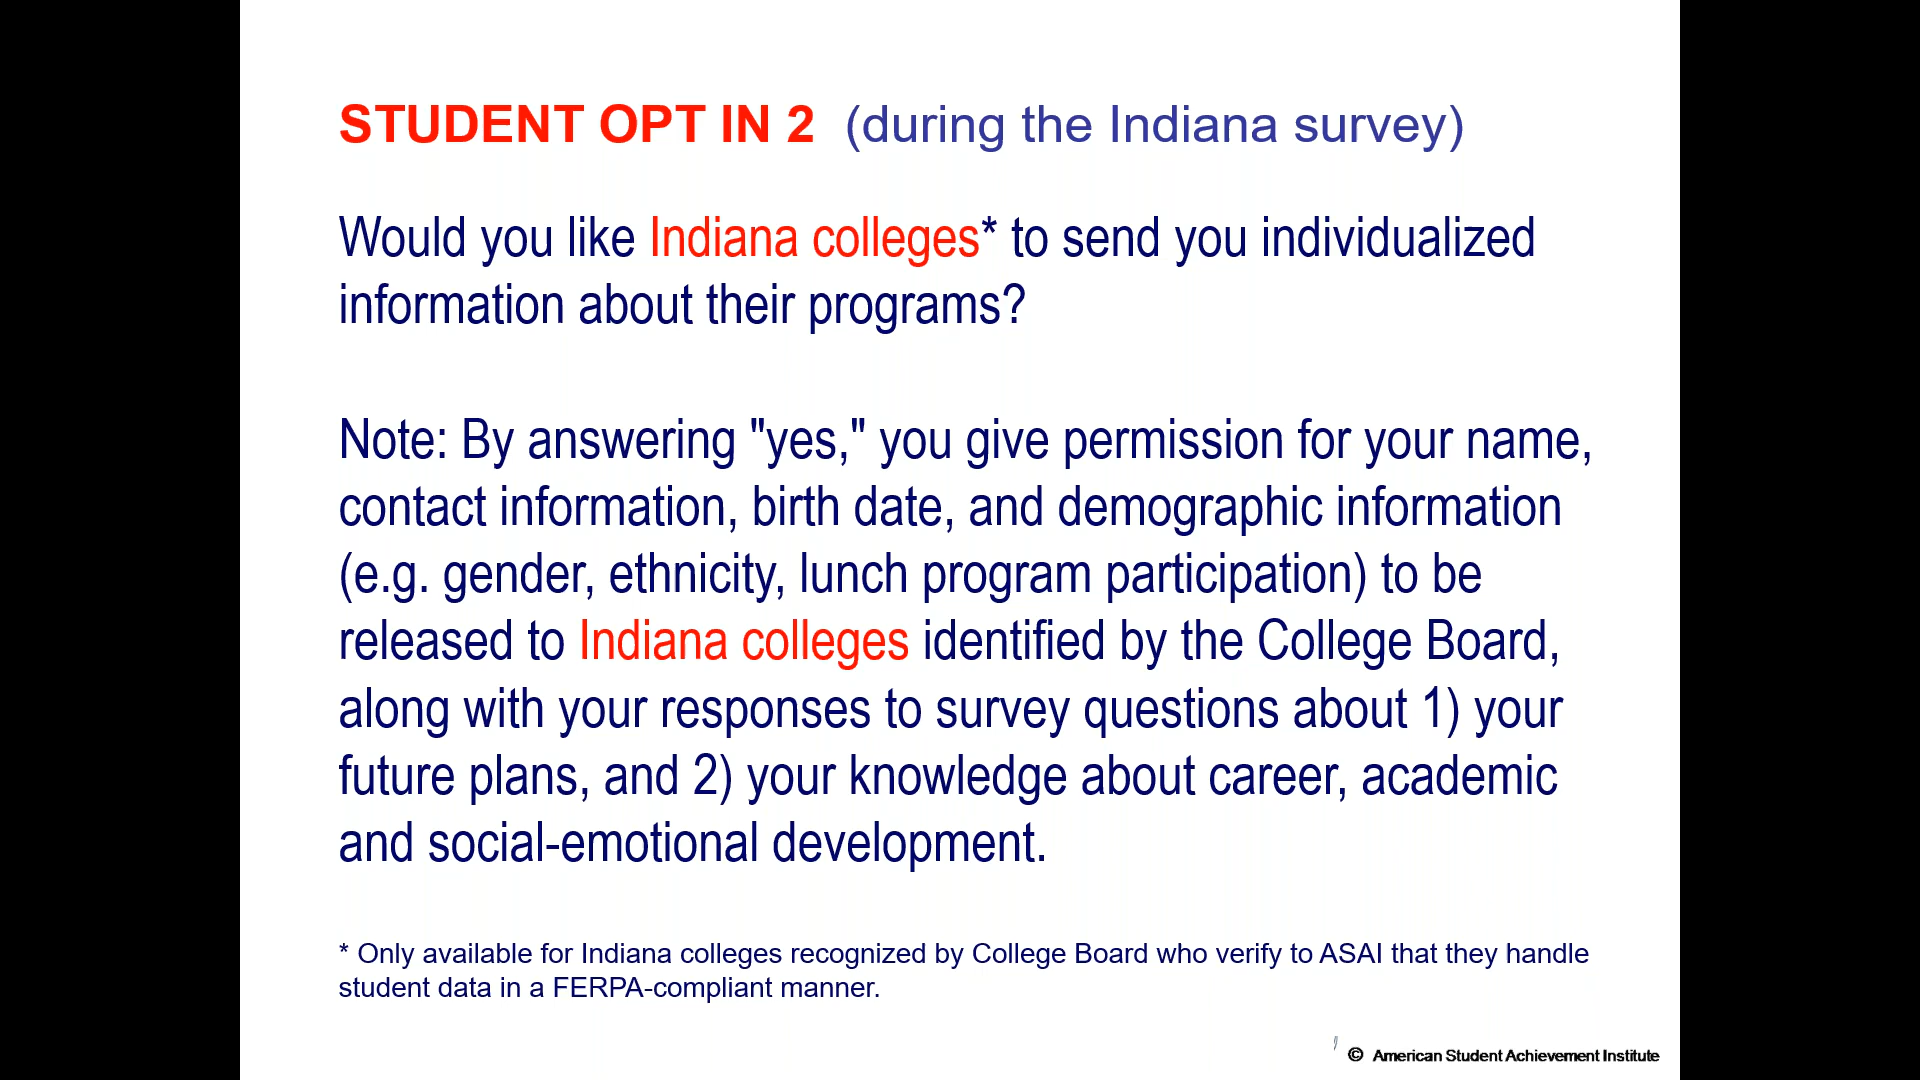 STUDENT OPT IN 2 (during the Indiana survey)
Would you like Indiana colleges* to send you individualized
information about their programs?
Note: By answering "yes," you give permission for your name,
contact information, birth date, and demographic information
(e.g. gender, ethnicity, lunch program participation) to be
released to Indiana colleges identified by the College Board,
along with your responses to survey questions about 1) your
future plans, and 2) your knowledge about career, academic
and social-emotional development.
* Only available for Indiana colleges recognized by College Board who verify to ASAI that they handle
student data in a FERPA-compliant manner.
© American Student Achievement Institute